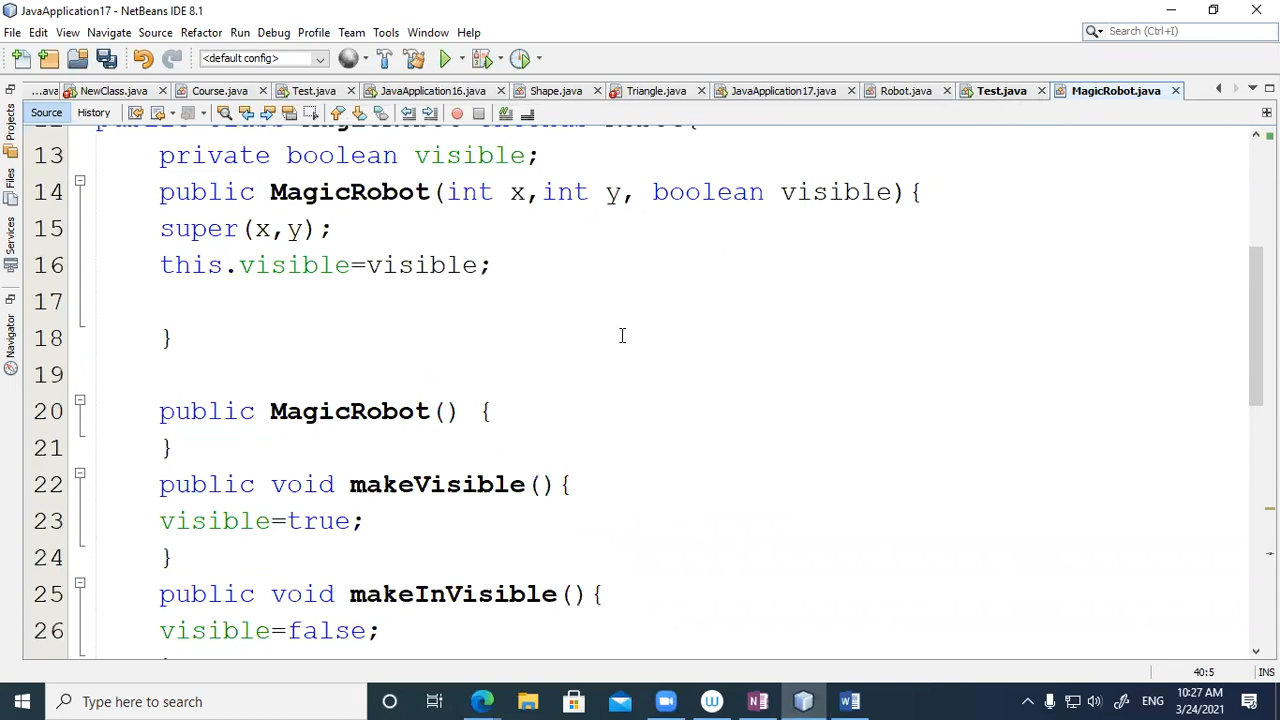 JavaApplication17 - NetBeans IDE 8.1
File Edit View Navigate Source Refactor Run Debug Profile Team Tools Window Help
Search (Ctrl+I)
<default config>
...ava NewClass.java Course.java Test.java JavaApplication16.java Shape.java Triangle.java JavaApplication17.java Robot.java Test.java MagicRobot.java
Source History
Projects
Files
Services
Navigator
13 private boolean visible;
14 public MagicRobot(int x,int y, boolean visible){
15 super(x,y);
16 this.visible=visible;
17
18 }
19
20 public MagicRobot() {
21 }
22 public void makeVisible(){
23 visible=true;
24 }
25 public void makeInVisible(){
26 visible=false;
40:5 INS
Type here to search
ENG
10:27 AM
3/24/2021